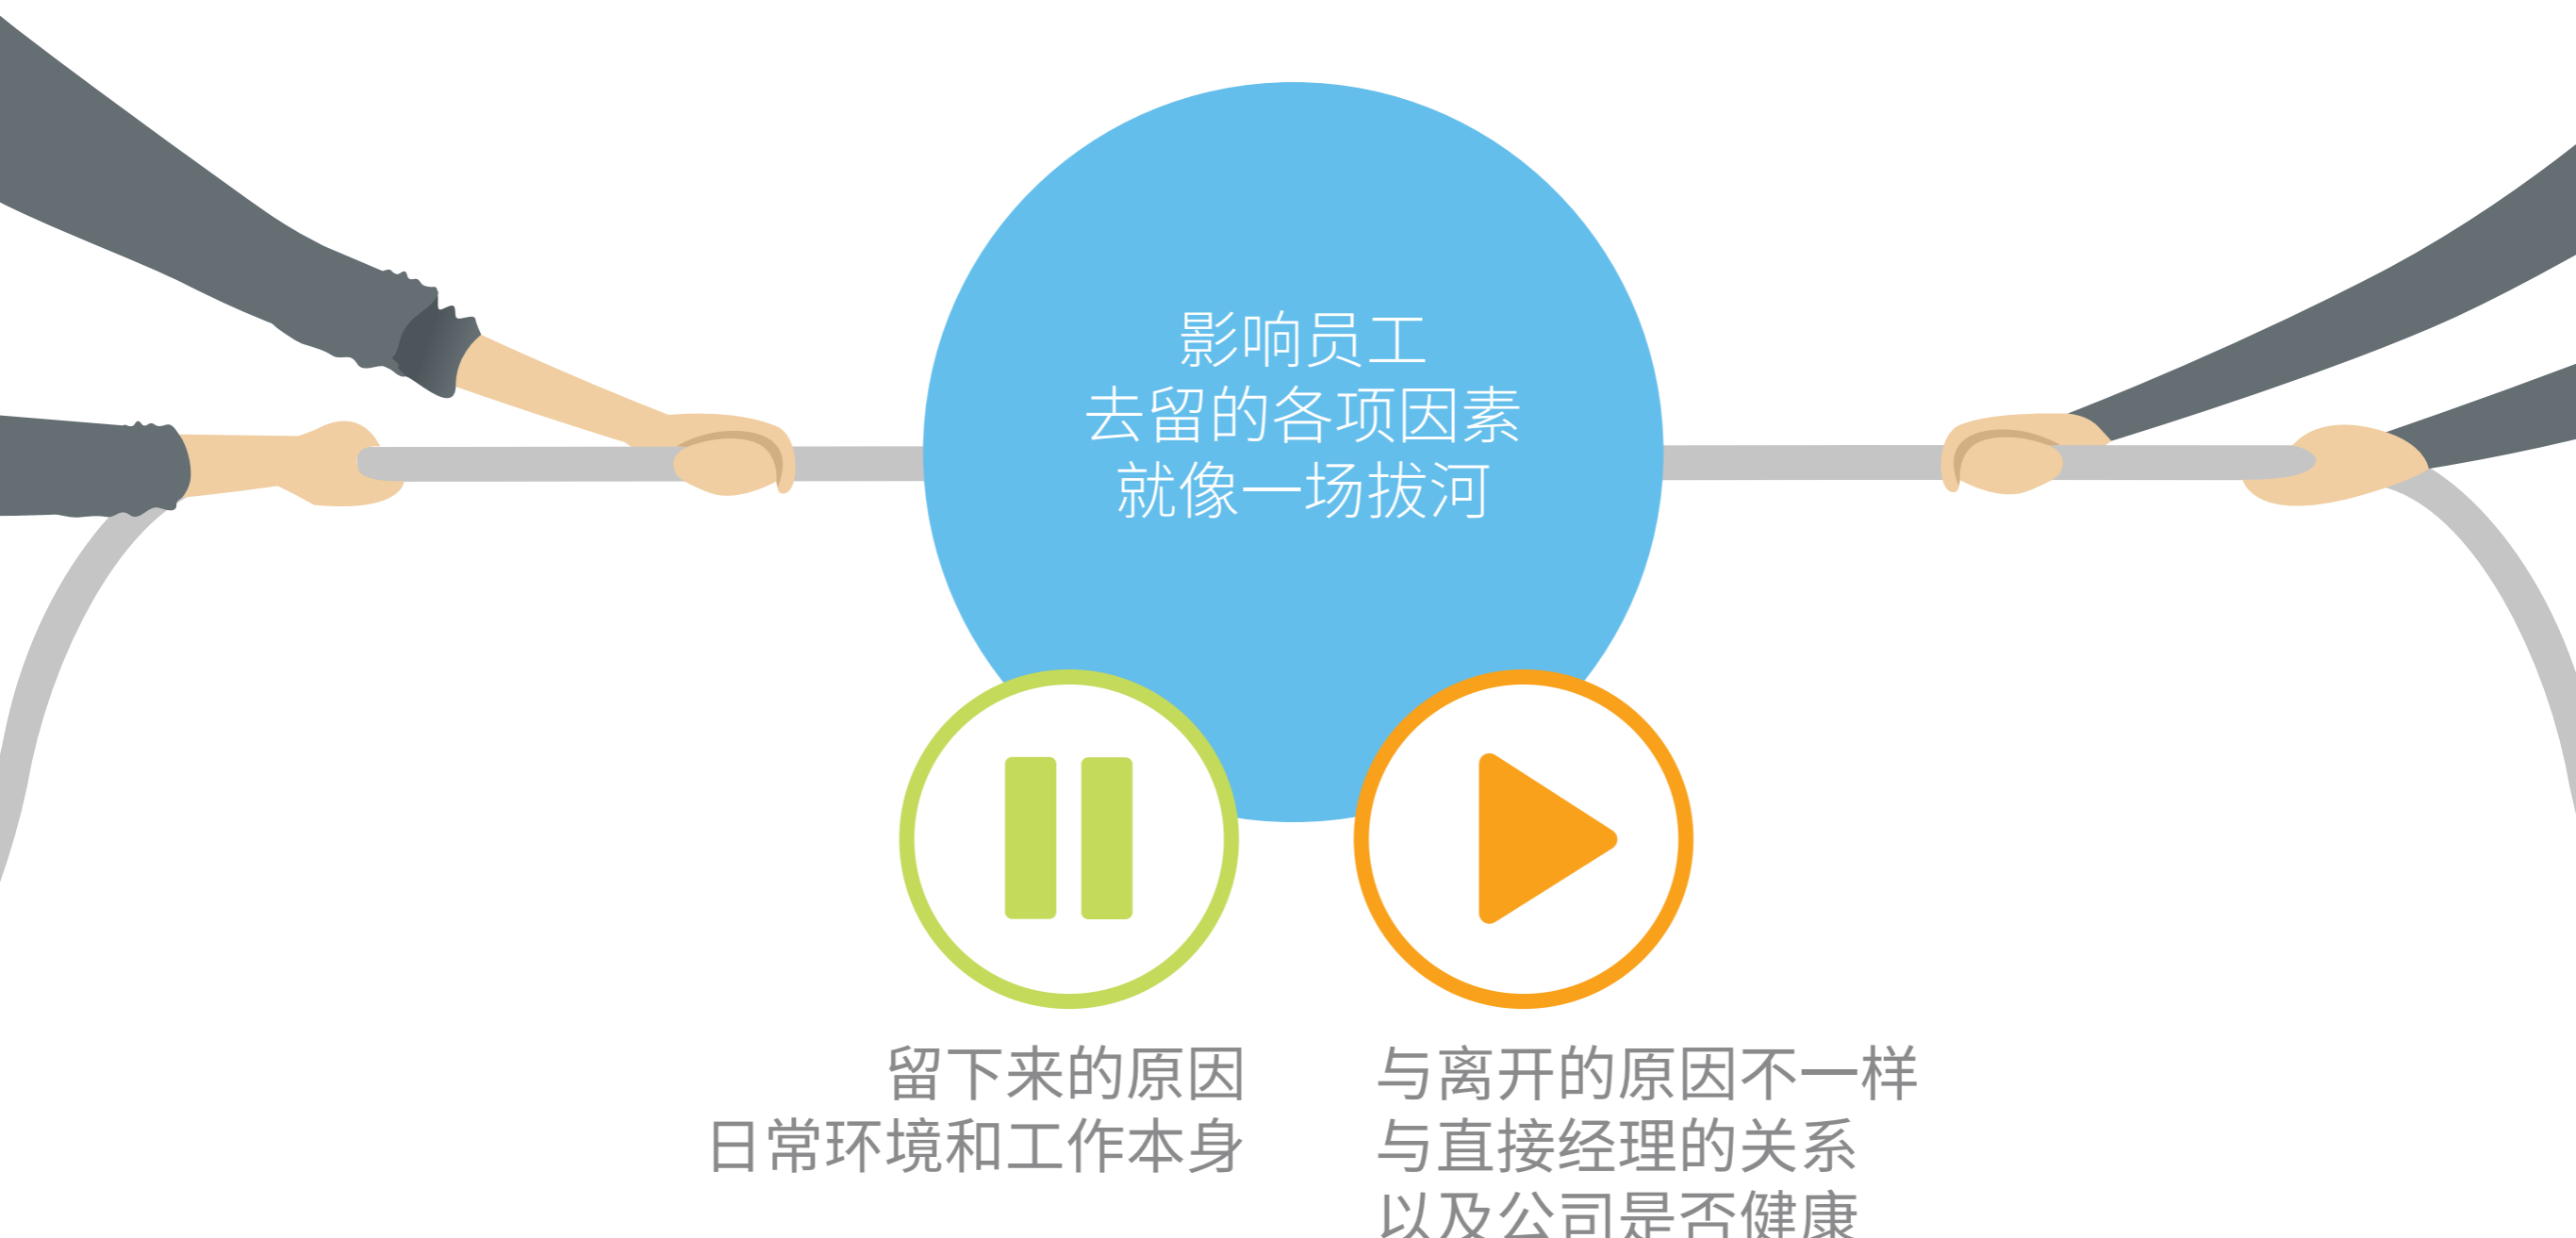 影响员工
去留的各项因素
就像一场拔河
留下来的原因
日常环境和工作本身
与离开的原因不一样
与直接经理的关系
以及公司是否健康